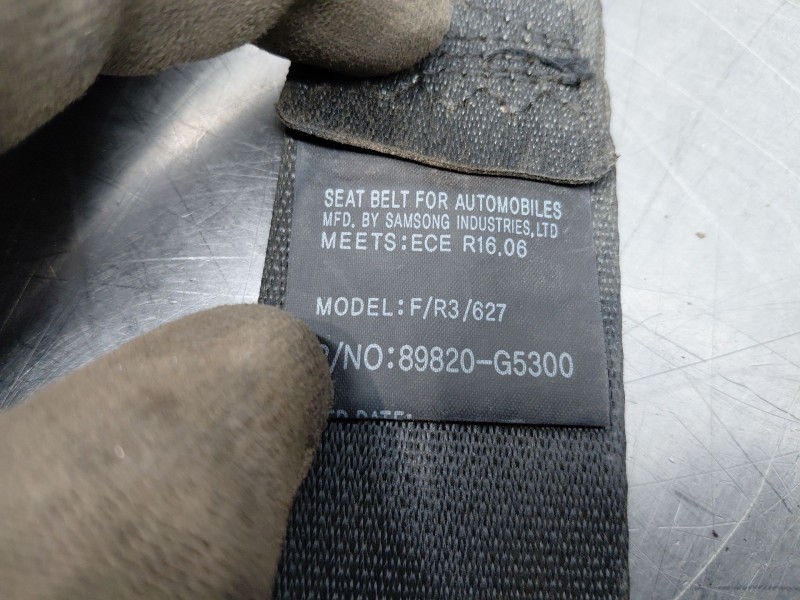 SEAT BELT FOR AUTOMOBILES
MFD. BY SAMSONG INDUSTRIES,LTD
MEETS:ECE R16.06
MODEL:F/R3/627
/NO:89820-G5300
DATE: